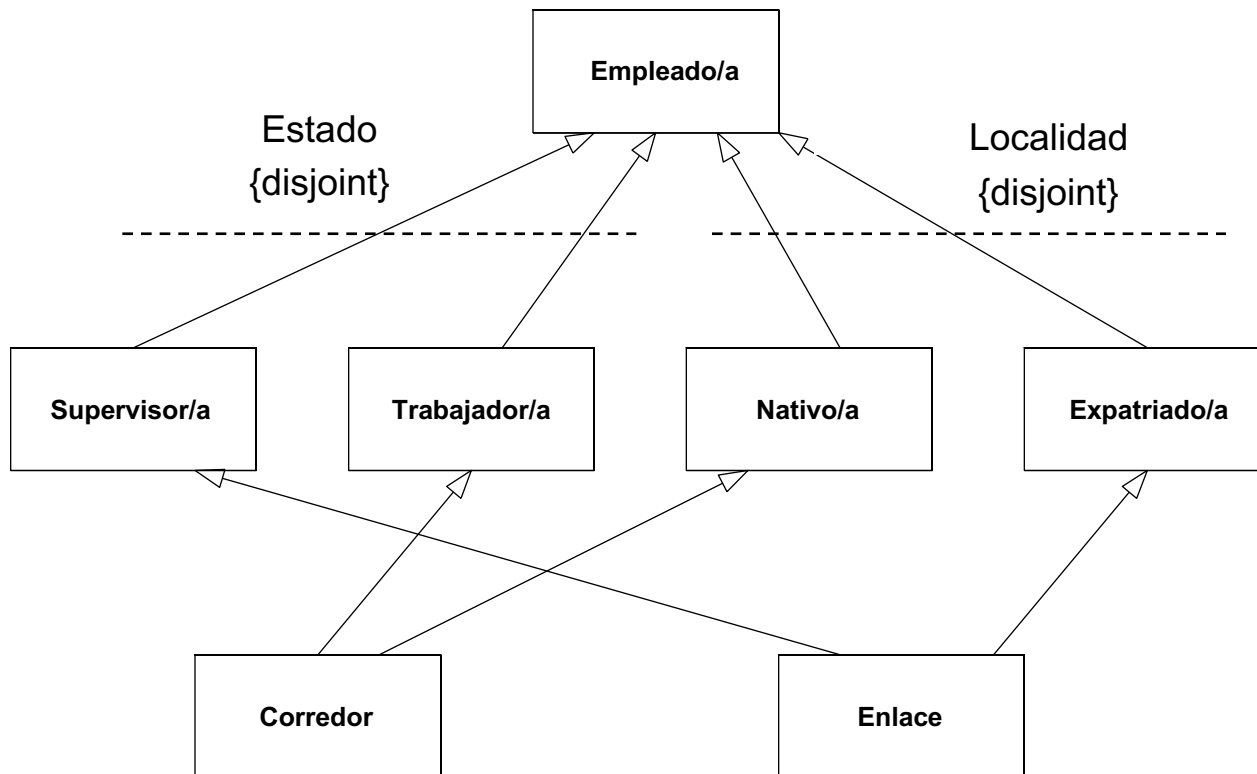 Empleado/a
Estado
{disjoint}
Localidad
{disjoint}
Supervisor/a
Trabajador/a
Nativo/a
Expatriado/a
Corredor
Enlace